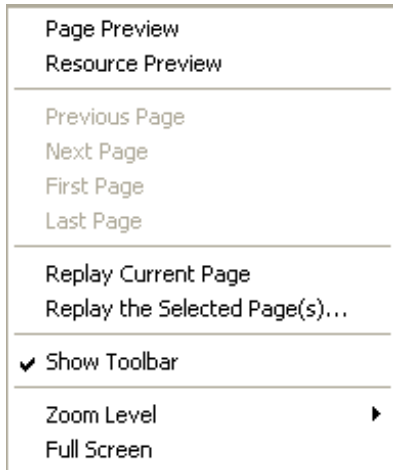 Page Preview
Resource Preview
Previous Page
Next Page
First Page
Last Page
Replay Current Page
Replay the Selected Page(s)...
Show Toolbar
Zoom Level
Full Screen